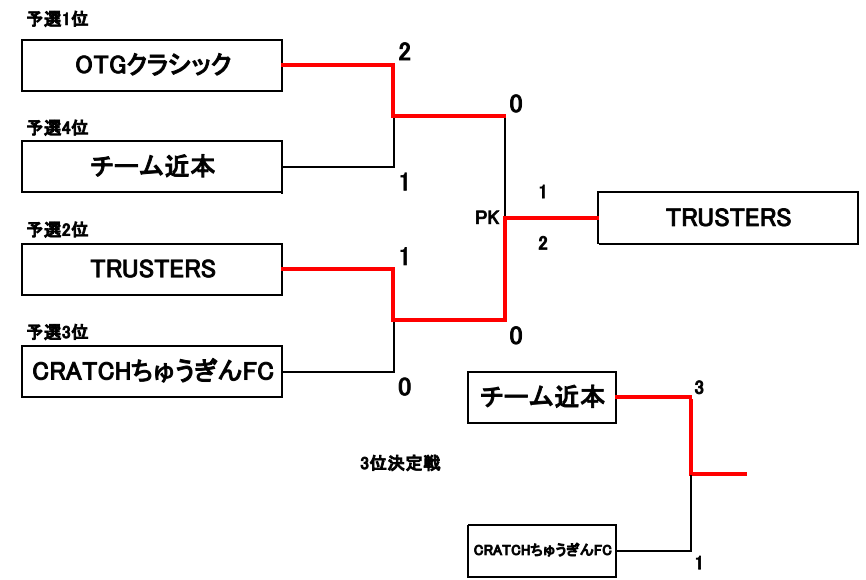 予選1位
OTGクラシック
2
0
予選4位
チーム近本
1
予選2位
TRUSTERS
1
PK
1
2
TRUSTERS
予選3位
CRATCHちゅうぎんFC
0
0
チーム近本
3
3位決定戦
CRATCHちゅうぎんFC
1